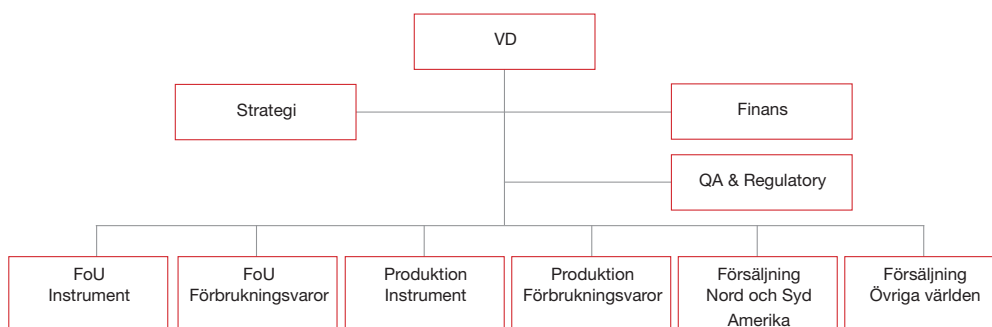 VD
Strategi
Finans
QA & Regulatory
FoU
Instrument
FoU
Förbrukningsvaror
Produktion
Instrument
Produktion
Förbrukningsvaror
Försäljning
Nord och Syd
Amerika
Försäljning
Övriga världen